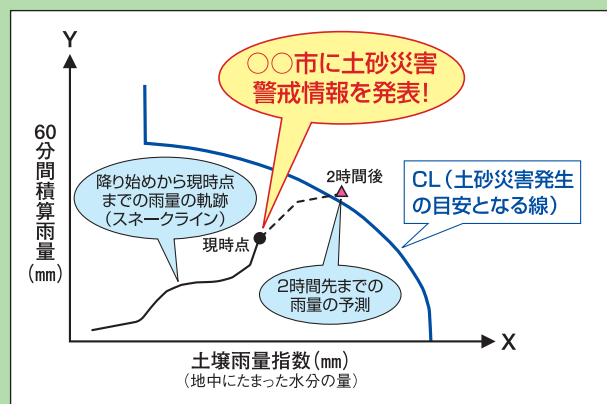 Y
○○市に土砂災害
警戒情報を発表!
60分間積算雨量(mm)
降り始めから現時点
までの雨量の軌跡
(スネークライン)
2時間後
CL(土砂災害発生
の目安となる線)
現時点
2時間先までの
雨量の予測
X
土壌雨量指数(mm)
(地中にたまった水分の量)